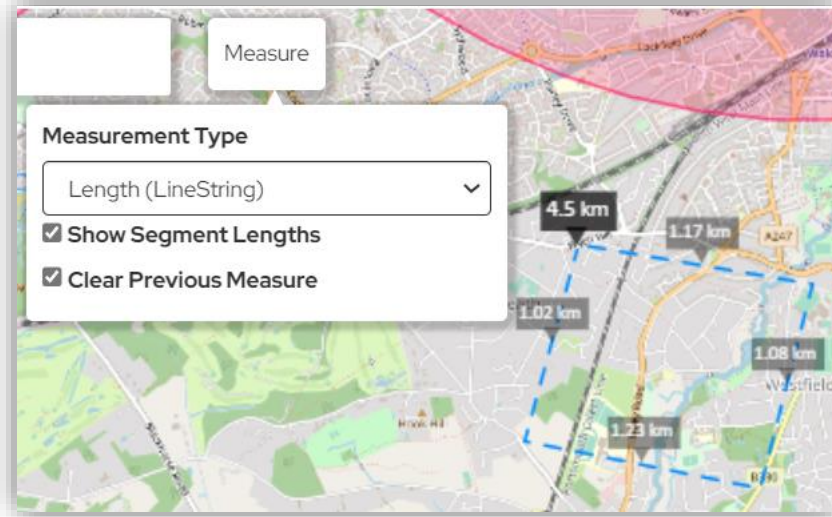 Measure
Measurement Type
Length (LineString)
Show Segment Lengths
Clear Previous Measure
4.5 km
1.17 km
A247
1.02 km
1.08 km
Westfield
Hook Hill
1.23 km
B380